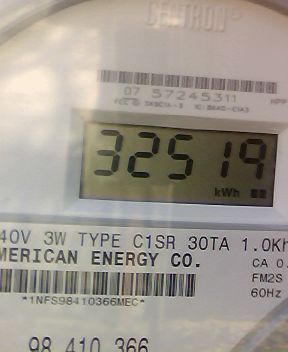 CENTRON®
07 57245311
32519
kWh
40V 3W TYPE C1SR 30TA 1.0Kh
MERICAN ENERGY CO.
CA 0.
FM2S
*1NFS98410366MEC*
60Hz
98 410 366